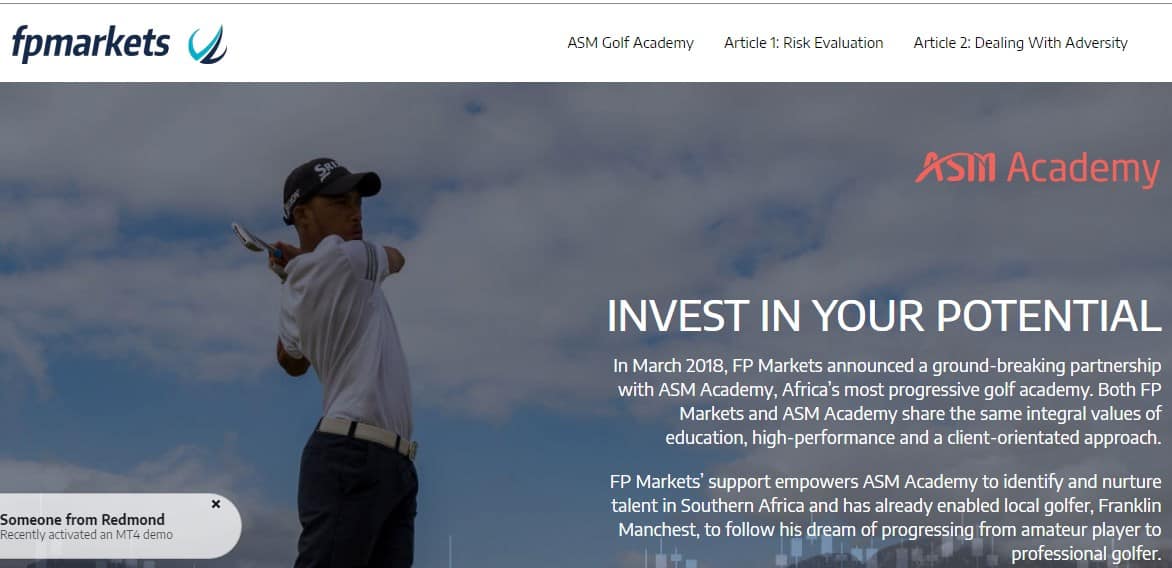 fpmarkets
ASM Golf Academy
Article 1: Risk Evaluation
Article 2: Dealing With Adversity
ASM Academy
INVEST IN YOUR POTENTIAL
In March 2018, FP Markets announced a ground-breaking partnership
with ASM Academy, Africa's most progressive golf academy. Both FP
Markets and ASM Academy share the same integral values of
education, high-performance and a client-orientated approach.
FP Markets' support empowers ASM Academy to identify and nurture
talent in Southern Africa and has already enabled local golfer, Franklin
Manchest, to follow his dream of progressing from amateur player to
professional golfer.
×
Someone from Redmond
Recently activated an MT4 demo